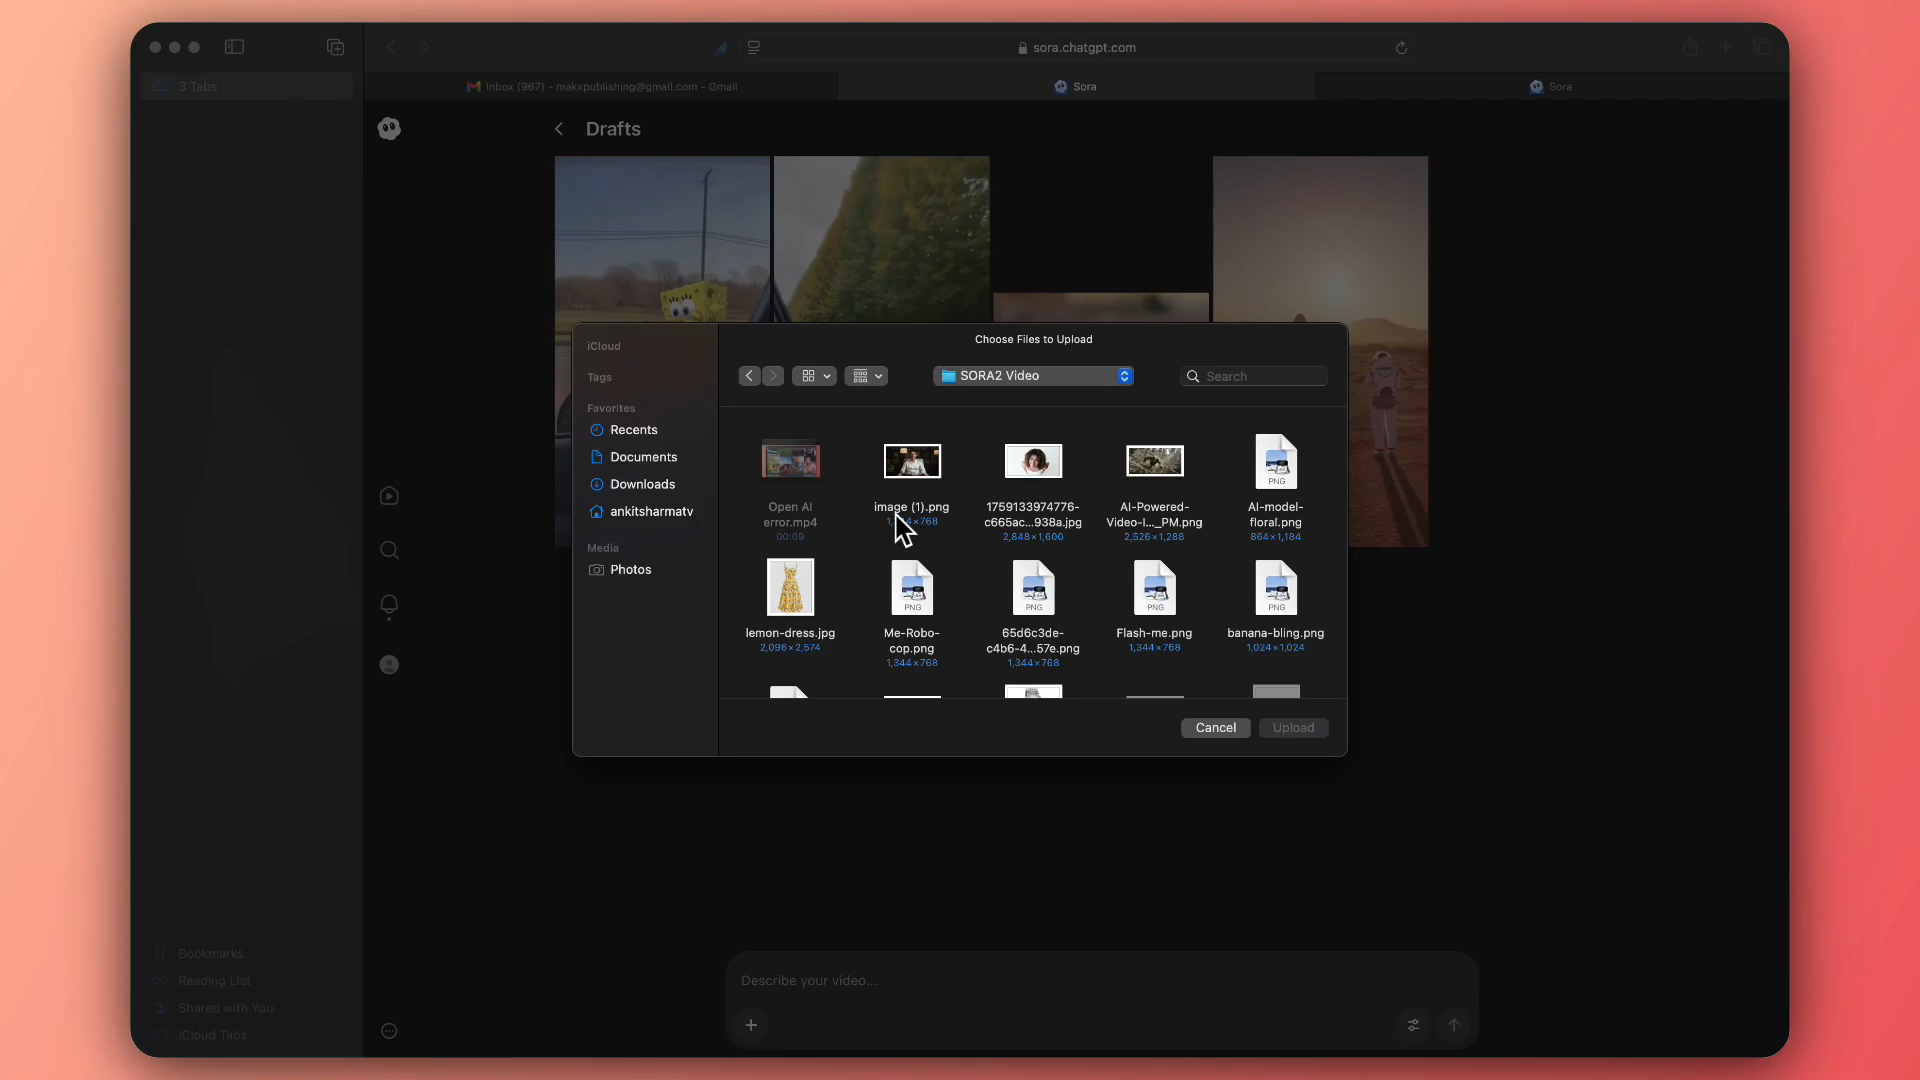 sora.chatgpt.com
3 Tabs
Inbox (967) - makxpublishing@gmail.com - Gmail
Sora
Sora
Drafts
Choose Files to Upload
iCloud
Tags
Favorites
Recents
Documents
Downloads
ankitsharmatv
Media
Photos
SORA2 Video
Search
Open AI
error.mp4
00:09
image (1).png
1759133974776-
c665ac...938a.jpg
2,848×1,600
AI-Powered-
Video-I..._PM.png
2,526×1,288
PNG
AI-model-
floral.png
864×1,184
lemon-dress.jpg
2,096×2,574
PNG
Me-Robo-
cop.png
1,344×768
PNG
65d6c3de-
c4b6-4...57e.png
1,344×768
PNG
Flash-me.png
1,344×768
PNG
banana-bling.png
1,024×1,024
Cancel
Upload
Bookmarks
Reading List
Shared with You
iCloud Tabs
Describe your video...